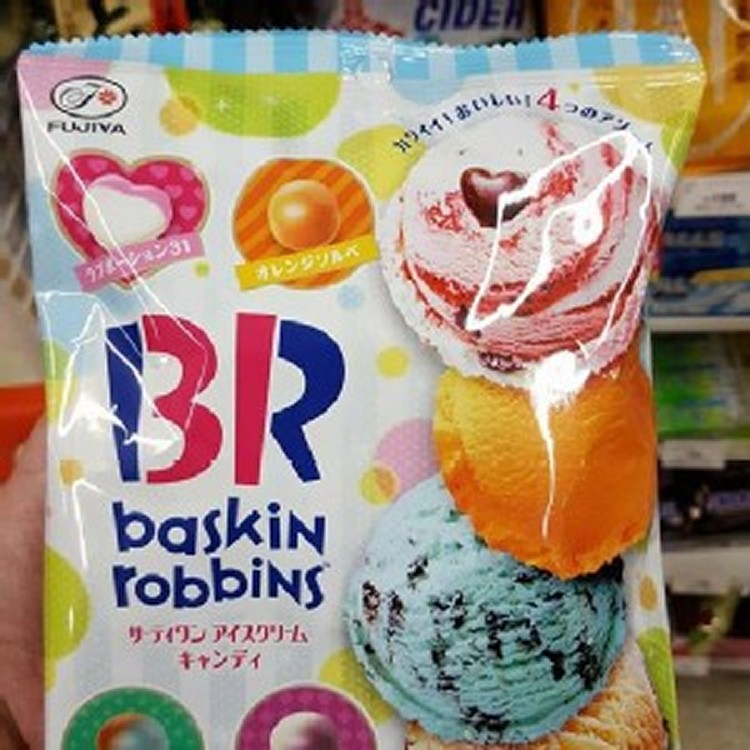 CIDER
FUJIYA
カワイイ!おいしい!4つのアソート
ラブポーション31
オレンジソルベ
BR
baskin
robbins
サーティワン アイスクリーム
キャンディ